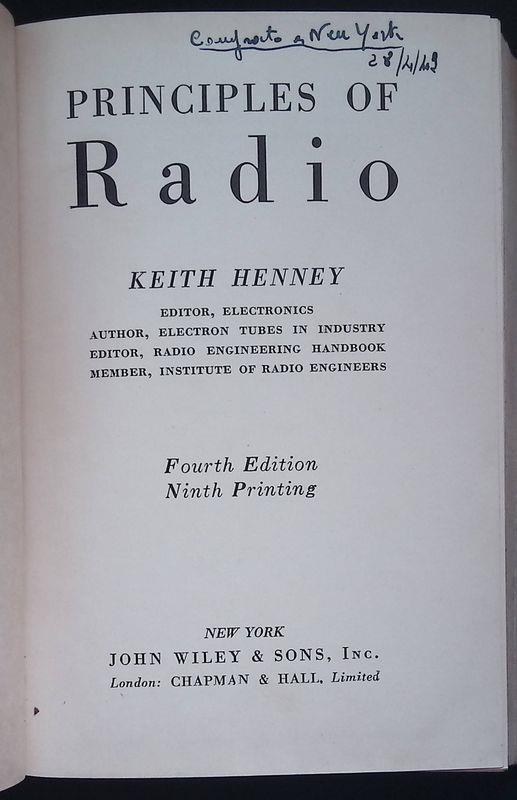 Comprato a New York
28/4/43
PRINCIPLES OF
Radio
KEITH HENNEY
EDITOR, ELECTRONICS
AUTHOR, ELECTRON TUBES IN INDUSTRY
EDITOR, RADIO ENGINEERING HANDBOOK
MEMBER, INSTITUTE OF RADIO ENGINEERS
Fourth Edition
Ninth Printing
NEW YORK
JOHN WILEY & SONS, INC.
London: CHAPMAN & HALL, Limited